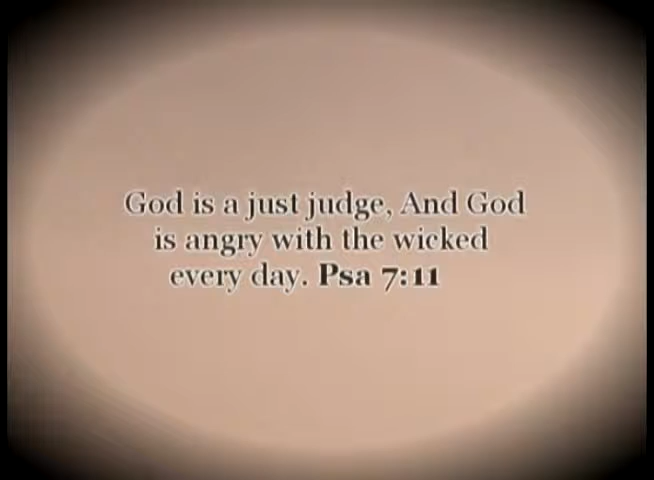 God is a just judge, And God
is angry with the wicked
every day. Psa 7:11